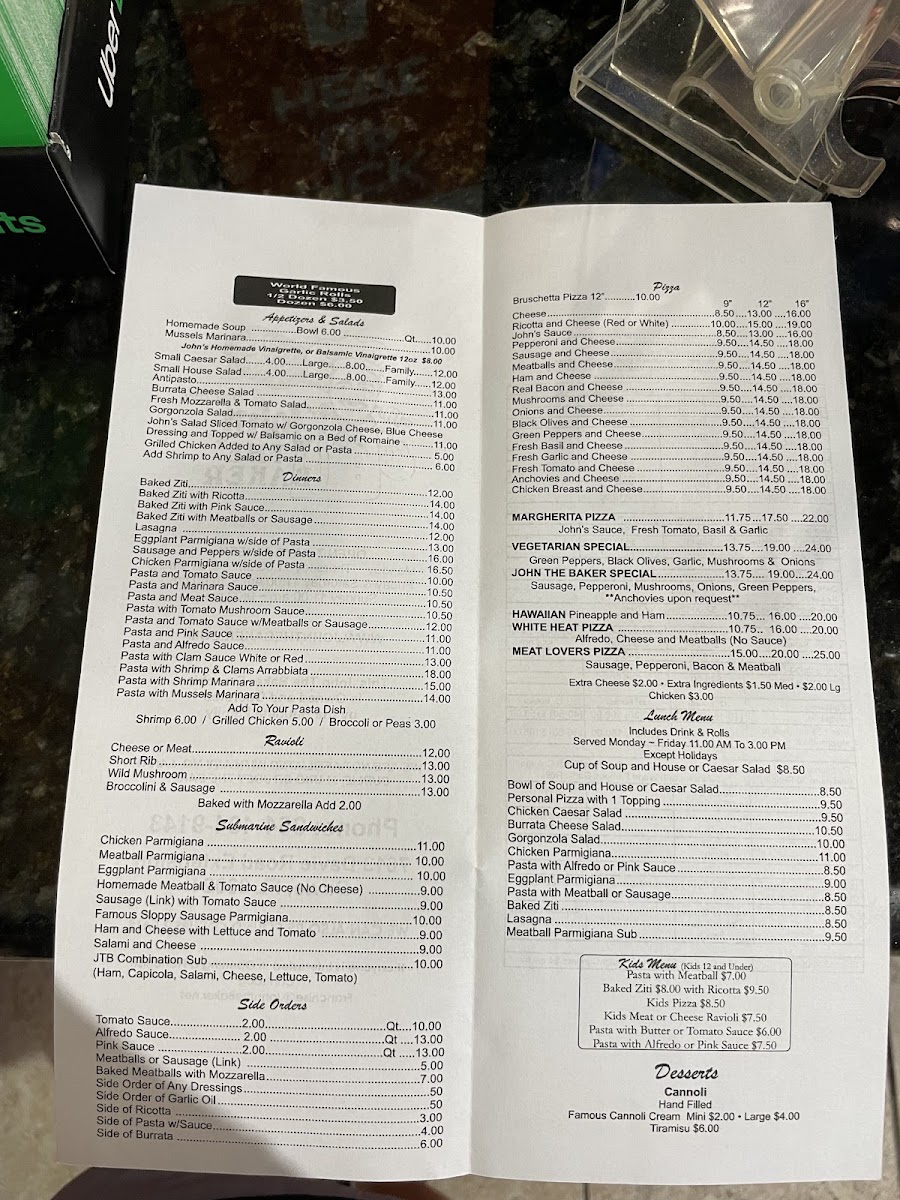 Uber
ts
World Famous
Garlic Rolls
1/2 Dozen $3.50
Dozen $6.00
Appetizers & Salads
Homemade Soup ..........Bowl 6.00 ..........Qt......10.00
Mussels Marinara..........10.00
John's Homemade Vinaigrette, or Balsamic Vinaigrette 12oz $8.00
Small Caesar Salad......4.00......Large......8.00......Family......12.00
Small House Salad......4.00......Large......8.00......Family......12.00
Antipasto..........13.00
Burrata Cheese Salad ..........11.00
Fresh Mozzarella & Tomato Salad..........11.00
Gorgonzola Salad..........11.00
John's Salad Sliced Tomato w/ Gorgonzola Cheese, Blue Cheese
Dressing and Topped w/ Balsamic on a Bed of Romaine ..........11.00
Grilled Chicken Added to Any Salad or Pasta ..........5.00
Add Shrimp to Any Salad or Pasta ..........6.00
Dinners
Baked Ziti..........12.00
Baked Ziti with Ricotta..........14.00
Baked Ziti with Pink Sauce..........14.00
Baked Ziti with Meatballs or Sausage..........14.00
Lasagna ..........12.00
Eggplant Parmigiana w/side of Pasta ..........13.00
Sausage and Peppers w/side of Pasta ..........16.00
Chicken Parmigiana w/side of Pasta ..........16.50
Pasta and Tomato Sauce ..........10.00
Pasta and Marinara Sauce..........10.50
Pasta and Meat Sauce..........10.50
Pasta with Tomato Mushroom Sauce..........10.50
Pasta and Tomato Sauce w/Meatballs or Sausage..........12.00
Pasta and Pink Sauce ..........11.00
Pasta and Alfredo Sauce..........11.00
Pasta with Clam Sauce White or Red..........13.00
Pasta with Shrimp & Clams Arrabbiata ..........18.00
Pasta with Shrimp Marinara ..........15.00
Pasta with Mussels Marinara..........14.00
Add To Your Pasta Dish
Shrimp 6.00 / Grilled Chicken 5.00 / Broccoli or Peas 3.00
Ravioli
Cheese or Meat..........12.00
Short Rib..........13.00
Wild Mushroom ..........13.00
Broccolini & Sausage ..........13.00
Baked with Mozzarella Add 2.00
Submarine Sandwiches
Chicken Parmigiana ..........11.00
Meatball Parmigiana ..........10.00
Eggplant Parmigiana ..........10.00
Homemade Meatball & Tomato Sauce (No Cheese) ..........9.00
Sausage (Link) with Tomato Sauce ..........9.00
Famous Sloppy Sausage Parmigiana..........10.00
Ham and Cheese with Lettuce and Tomato ..........9.00
Salami and Cheese ..........9.00
JTB Combination Sub ..........10.00
(Ham, Capicola, Salami, Cheese, Lettuce, Tomato)
Side Orders
Tomato Sauce..........2.00..........Qt....10.00
Alfredo Sauce.......... 2.00 ..........Qt ....13.00
Pink Sauce ..........2.00..........Qt ....13.00
Meatballs or Sausage (Link) ..........5.00
Baked Meatballs with Mozzarella..........7.00
Side Order of Any Dressings.......... .50
Side Order of Garlic Oil.......... .50
Side of Ricotta ..........3.00
Side of Pasta w/Sauce..........4.00
Side of Burrata ..........6.00
Pizza
Bruschetta Pizza 12"..........10.00
9" 12" 16"
Cheese..........8.50....13.00 ....16.00
Ricotta and Cheese (Red or White) ..........10.00....15.00 ....19.00
John's Sauce ..........8.50....13.00 ....16.00
Pepperoni and Cheese..........9.50....14.50 ....18.00
Sausage and Cheese..........9.50....14.50 ....18.00
Meatballs and Cheese..........9.50....14.50 ....18.00
Ham and Cheese ..........9.50....14.50 ....18.00
Real Bacon and Cheese ..........9.50....14.50 ....18.00
Mushrooms and Cheese ..........9.50....14.50 ....18.00
Onions and Cheese ..........9.50....14.50 ....18.00
Black Olives and Cheese ..........9.50....14.50 ....18.00
Green Peppers and Cheese..........9.50....14.50 ....18.00
Fresh Basil and Cheese..........9.50....14.50 ....18.00
Fresh Garlic and Cheese ..........9.50....14.50 ....18.00
Fresh Tomato and Cheese ..........9.50....14.50 ....18.00
Anchovies and Cheese ..........9.50....14.50 ....18.00
Chicken Breast and Cheese..........9.50....14.50 ....18.00
MARGHERITA PIZZA ..........11.75 ...17.50 ....22.00
John's Sauce, Fresh Tomato, Basil & Garlic
VEGETARIAN SPECIAL..........13.75....19.00 ....24.00
Green Peppers, Black Olives, Garlic, Mushrooms & Onions
JOHN THE BAKER SPECIAL..........13.75.... 19.00....24.00
Sausage, Pepperoni, Mushrooms, Onions, Green Peppers,
**Anchovies upon request**
HAWAIIAN Pineapple and Ham..........10.75... 16.00 ....20.00
WHITE HEAT PIZZA ..........10.75.. 16.00 ....20.00
Alfredo, Cheese and Meatballs (No Sauce)
MEAT LOVERS PIZZA ..........15.00....20.00 ....25.00
Sausage, Pepperoni, Bacon & Meatball
Extra Cheese $2.00 • Extra Ingredients $1.50 Med • $2.00 Lg
Chicken $3.00
Lunch Menu
Includes Drink & Rolls
Served Monday ~ Friday 11.00 AM To 3.00 PM
Except Holidays
Cup of Soup and House or Caesar Salad $8.50
Bowl of Soup and House or Caesar Salad..........8.50
Personal Pizza with 1 Topping ..........9.50
Chicken Caesar Salad ..........9.50
Burrata Cheese Salad..........10.50
Gorgonzola Salad..........10.00
Chicken Parmigiana..........11.00
Pasta with Alfredo or Pink Sauce ..........8.50
Eggplant Parmigiana..........9.00
Pasta with Meatball or Sausage..........8.50
Baked Ziti ..........8.50
Lasagna ..........8.50
Meatball Parmigiana Sub..........9.50
Kids Menu (Kids 12 and Under)
Pasta with Meatball $7.00
Baked Ziti $8.00 with Ricotta $9.50
Kids Pizza $8.50
Kids Meat or Cheese Ravioli $7.50
Pasta with Butter or Tomato Sauce $6.00
Pasta with Alfredo or Pink Sauce $7.50
Desserts
Cannoli
Hand Filled
Famous Cannoli Cream Mini $2.00 • Large $4.00
Tiramisu $6.00